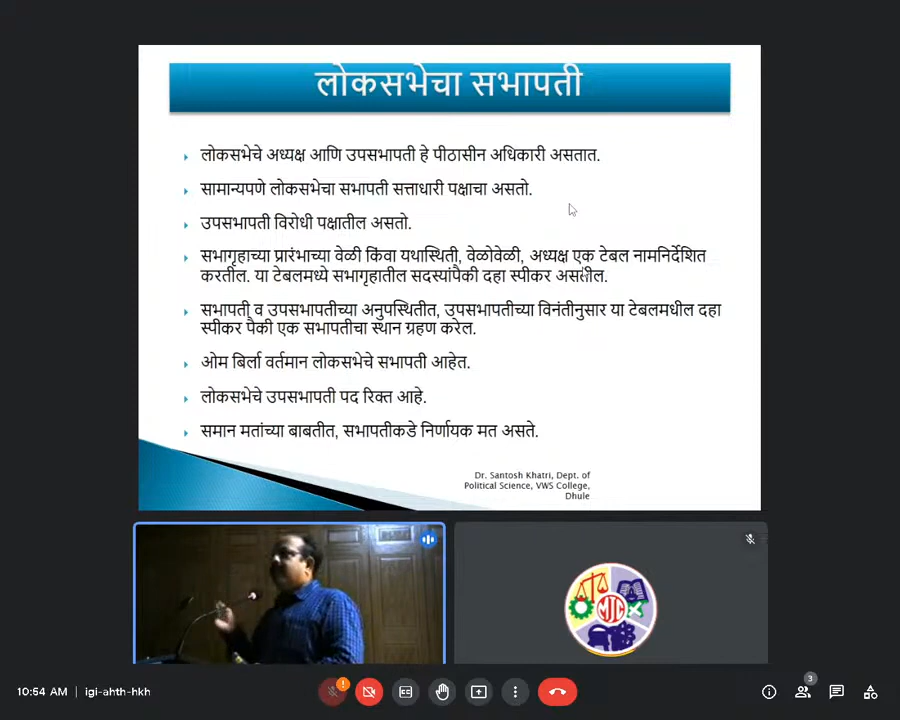 लोकसभेचा सभापती
लोकसभेचे अध्यक्ष आणि उपसभापती हे पीठासीन अधिकारी असतात.
सामान्यपणे लोकसभेचा सभापती सत्ताधारी पक्षाचा असतो.
उपसभापती विरोधी पक्षातील असतो.
सभागृहाच्या प्रारंभाच्या वेळी किंवा यथास्थिती, वेळोवेळी, अध्यक्ष एक टेबल नामनिर्देशित
करतील. या टेबलमध्ये सभागृहातील सदस्यांपैकी दहा स्पीकर असतील.
सभापती व उपसभापतीच्या अनुपस्थितीत, उपसभापतीच्या विनंतीनुसार या टेबलमधील दहा
स्पीकर पैकी एक सभापतीचा स्थान ग्रहण करेल.
ओम बिर्ला वर्तमान लोकसभेचे सभापती आहेत.
लोकसभेचे उपसभापती पद रिक्त आहे.
समान मतांच्या बाबतीत, सभापतीकडे निर्णायक मत असते.
Dr. Santosh Khatri, Dept. of
Political Science, VWS College,
Dhule
MJC
10:54 AM | igi-ahth-hkh
3